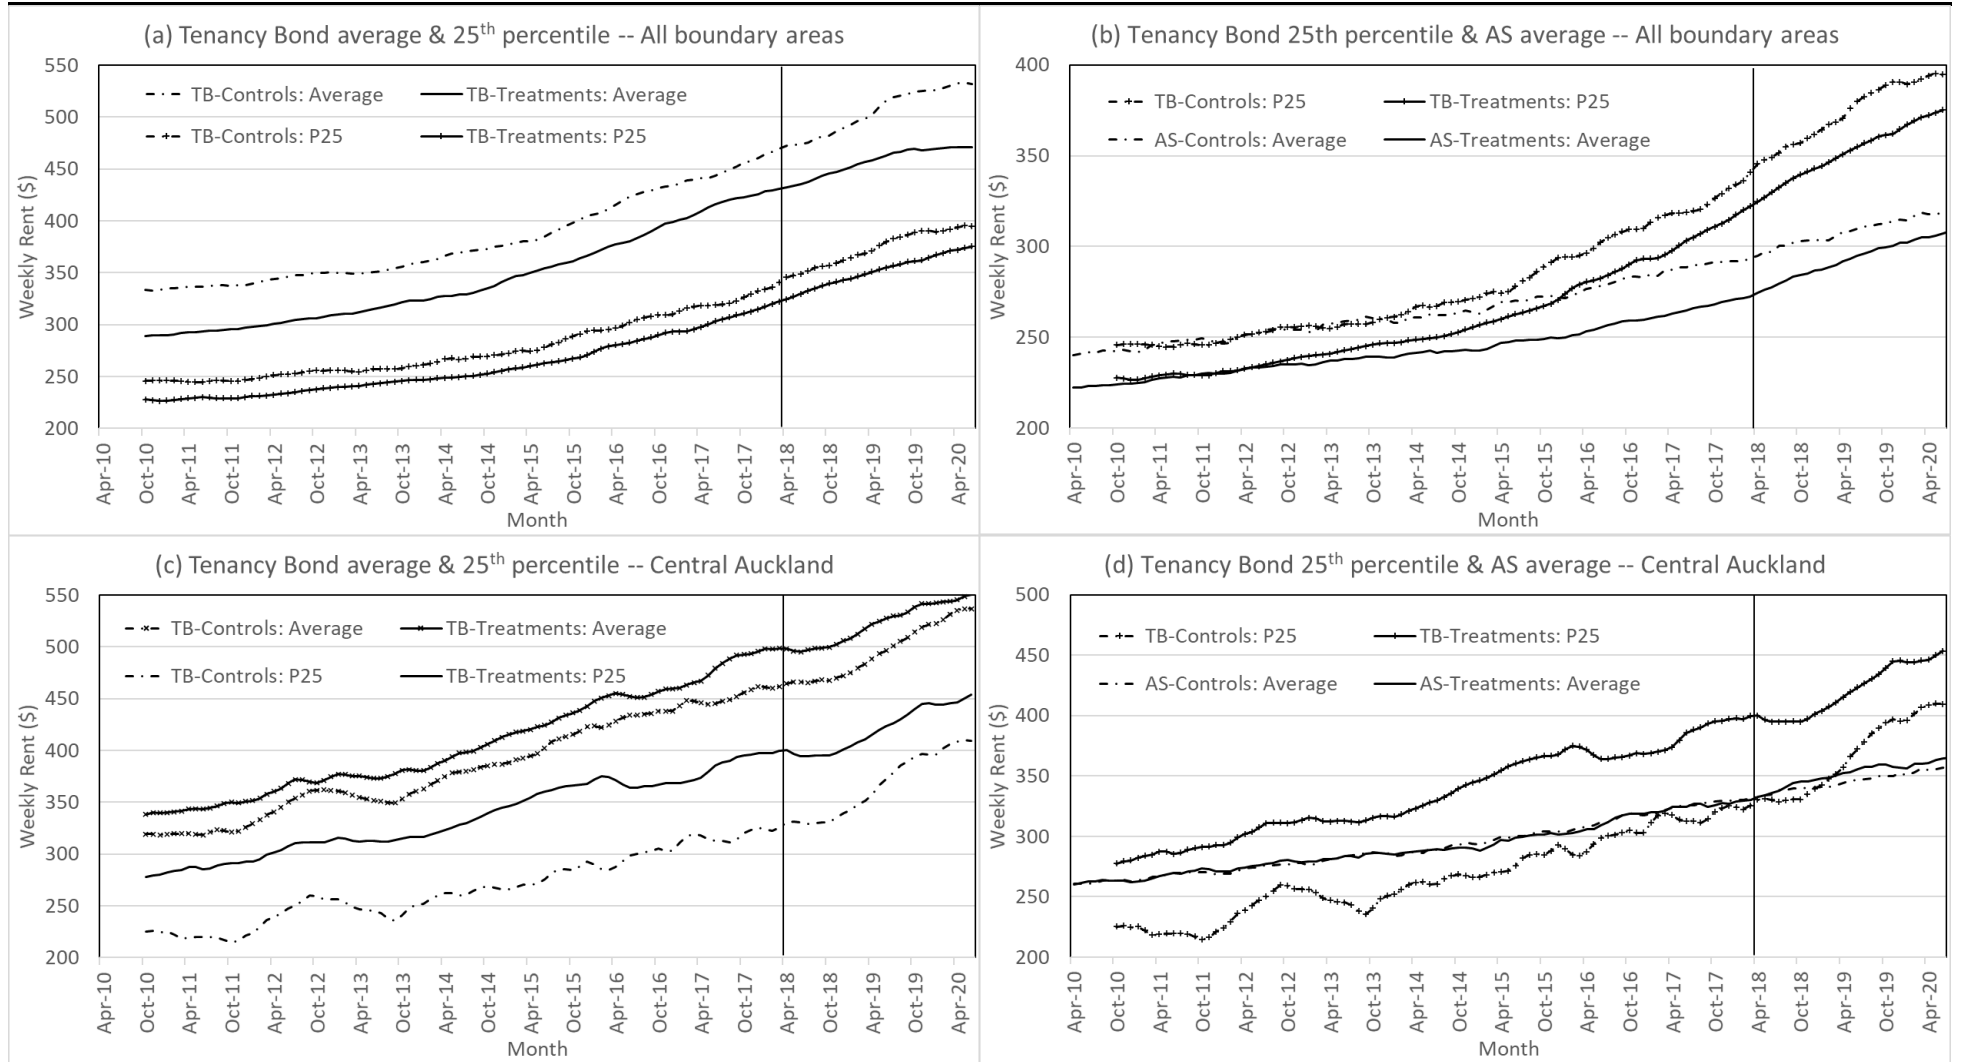 (a) Tenancy Bond average & 25th percentile -- All boundary areas
550
500
450
400
350
300
250
200
Weekly Rent ($)
TB-Controls: Average
TB-Treatments: Average
TB-Controls: P25
TB-Treatments: P25
Apr-10
Oct-10
Apr-11
Oct-11
Apr-12
Oct-12
Apr-13
Oct-13
Apr-14
Oct-14
Apr-15
Oct-15
Apr-16
Oct-16
Apr-17
Oct-17
Apr-18
Oct-18
Apr-19
Oct-19
Apr-20
Month
(b) Tenancy Bond 25th percentile & AS average -- All boundary areas
400
350
300
250
200
Weekly Rent ($)
TB-Controls: P25
TB-Treatments: P25
AS-Controls: Average
AS-Treatments: Average
Apr-10
Oct-10
Apr-11
Oct-11
Apr-12
Oct-12
Apr-13
Oct-13
Apr-14
Oct-14
Apr-15
Oct-15
Apr-16
Oct-16
Apr-17
Oct-17
Apr-18
Oct-18
Apr-19
Oct-19
Apr-20
Month
(c) Tenancy Bond average & 25th percentile -- Central Auckland
550
500
450
400
350
300
250
200
Weekly Rent ($)
TB-Controls: Average
TB-Treatments: Average
TB-Controls: P25
TB-Treatments: P25
Apr-10
Oct-10
Apr-11
Oct-11
Apr-12
Oct-12
Apr-13
Oct-13
Apr-14
Oct-14
Apr-15
Oct-15
Apr-16
Oct-16
Apr-17
Oct-17
Apr-18
Oct-18
Apr-19
Oct-19
Apr-20
Month
(d) Tenancy Bond 25th percentile & AS average -- Central Auckland
500
450
400
350
300
250
200
Weekly Rent ($)
TB-Controls: P25
TB-Treatments: P25
AS-Controls: Average
AS-Treatments: Average
Apr-10
Oct-10
Apr-11
Oct-11
Apr-12
Oct-12
Apr-13
Oct-13
Apr-14
Oct-14
Apr-15
Oct-15
Apr-16
Oct-16
Apr-17
Oct-17
Apr-18
Oct-18
Apr-19
Oct-19
Apr-20
Month